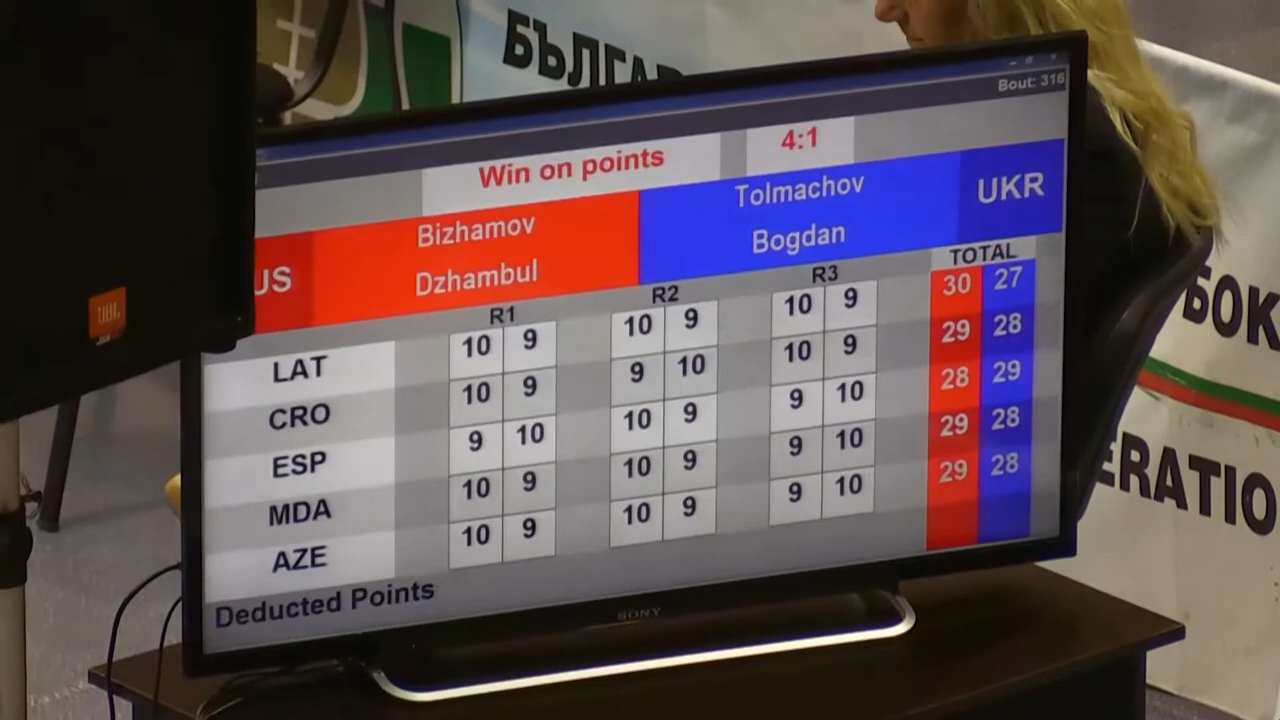 БЪЛГАР
Bout: 316
Win on points 4:1
Bizhamov Tolmachov
US Dzhambul Bogdan UKR
R1 R2 R3 TOTAL
LAT 10 9 10 9 10 9 30 27
CRO 10 9 9 10 10 9 29 28
ESP 9 10 10 9 9 10 28 29
MDA 10 9 10 9 9 10 29 28
AZE 10 9 10 9 9 10 29 28
Deducted Points
SONY
JBL
БОК
ERATIO